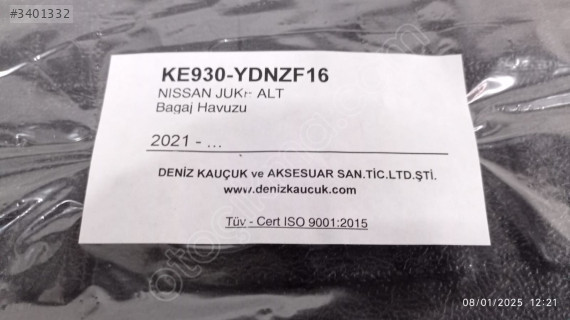 #3401332
KE930-YDNZF16
NISSAN JUKE ALT
Bagaj Havuzu
2021 - ...
DENİZ KAUÇUK ve AKSESUAR SAN.TİC.LTD.ŞTİ.
www.denizkaucuk.com
Tüv - Cert ISO 9001:2015
08/01/2025 12:21